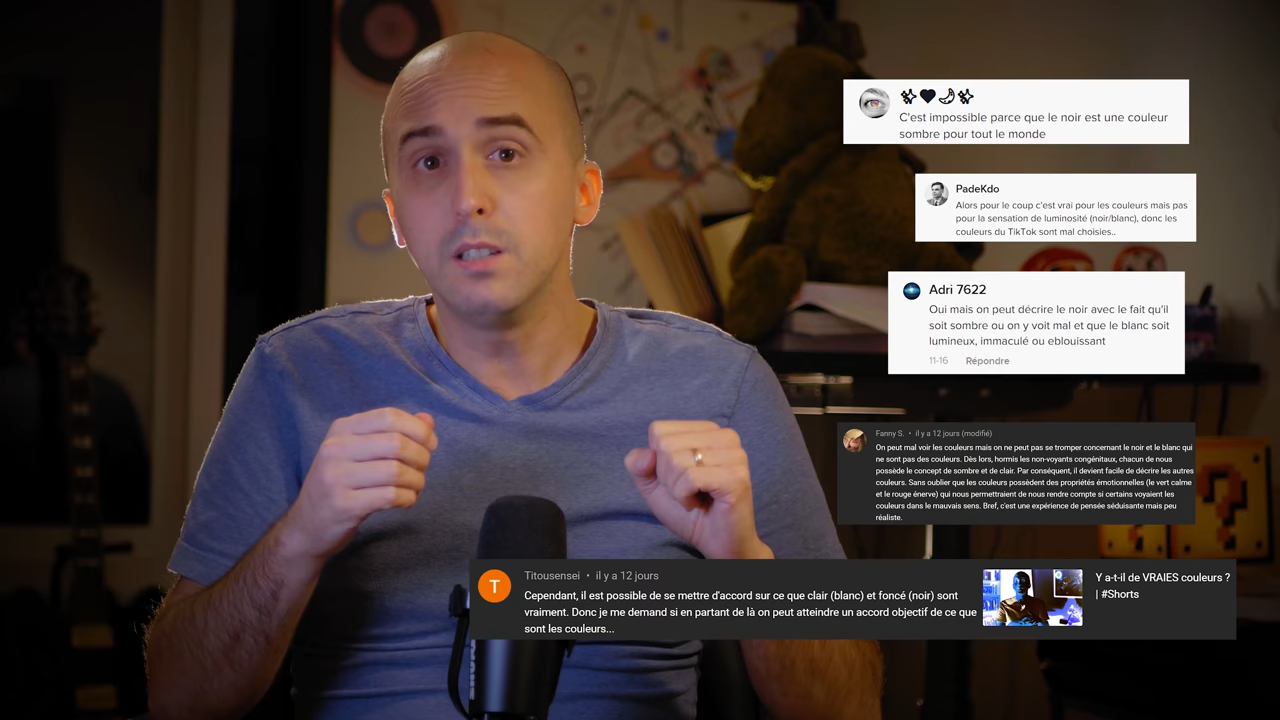 ✨🖤🌙✨
C'est impossible parce que le noir est une couleur
sombre pour tout le monde
PadeKdo
Alors pour le coup c'est vrai pour les couleurs mais pas
pour la sensation de luminosité (noir/blanc), donc les
couleurs du TikTok sont mal choisies..
Adri 7622
Oui mais on peut décrire le noir avec le fait qu'il
soit sombre ou on y voit mal et que le blanc soit
lumineux, immaculé ou eblouissant
11-16 Répondre
Fanny S. • il y a 12 jours (modifié)
On peut mal voir les couleurs mais on ne peut pas se tromper concernant le noir et le blanc qui
ne sont pas des couleurs. Dès lors, hormis les non-voyants congénitaux, chacun de nous
possède le concept de sombre et de clair. Par conséquent, il devient facile de décrire les autres
couleurs. Sans oublier que les couleurs possèdent des propriétés émotionnelles (le vert calme
et le rouge énerve) qui nous permettraient de nous rendre compte si certains voyaient les
couleurs dans le mauvais sens. Bref, c'est une expérience de pensée séduisante mais peu
réaliste.
T
Titousensei • il y a 12 jours
Cependant, il est possible de se mettre d'accord sur ce que clair (blanc) et foncé (noir) sont
vraiment. Donc je me demand si en partant de là on peut atteindre un accord objectif de ce que
sont les couleurs...
Y a-t-il de VRAIES couleurs ?
| #Shorts